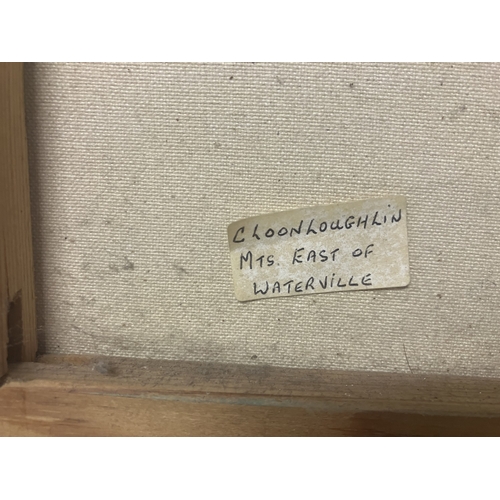 CLOONLOUGHLiN
MTS. EAST OF
WATERViLLE